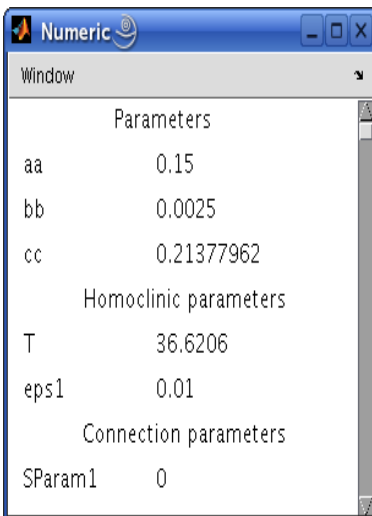 Numeric
Window
Parameters
aa 0.15
bb 0.0025
cc 0.21377962
Homoclinic parameters
T 36.6206
eps1 0.01
Connection parameters
SParam1 0